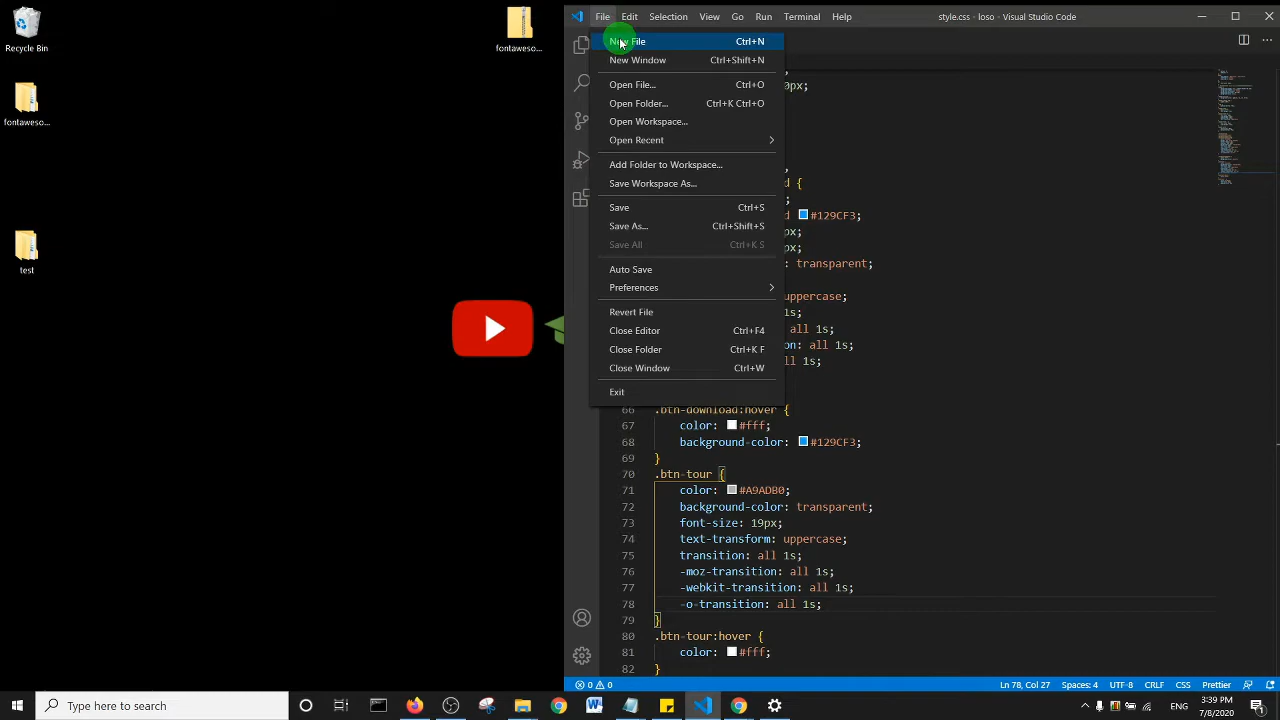 Recycle Bin
fontaweso...
fontaweso...
test
File Edit Selection View Go Run Terminal Help
style.css - loso - Visual Studio Code
New File Ctrl+N
New Window Ctrl+Shift+N
Open File... Ctrl+O
Open Folder... Ctrl+K Ctrl+O
Open Workspace...
Open Recent
Add Folder to Workspace...
Save Workspace As...
Save Ctrl+S
Save As... Ctrl+Shift+S
Save All Ctrl+K S
Auto Save
Preferences
Revert File
Close Editor Ctrl+F4
Close Folder Ctrl+K F
Close Window Ctrl+W
Exit
{
#129CF3;
transparent;
uppercase;
all 1s;
all 1s;
66 .btn-download:hover {
67 color: #fff;
68 background-color: #129CF3;
69 }
70 .btn-tour {
71 color: #A9ADB0;
72 background-color: transparent;
73 font-size: 19px;
74 text-transform: uppercase;
75 transition: all 1s;
76 -moz-transition: all 1s;
77 -webkit-transition: all 1s;
78 -o-transition: all 1s;
79 }
80 .btn-tour:hover {
81 color: #fff;
82 }
0 0
Ln 78, Col 27 Spaces: 4 UTF-8 CRLF CSS Prettier
Type here to search
ENG
3:39 PM
7/8/2020